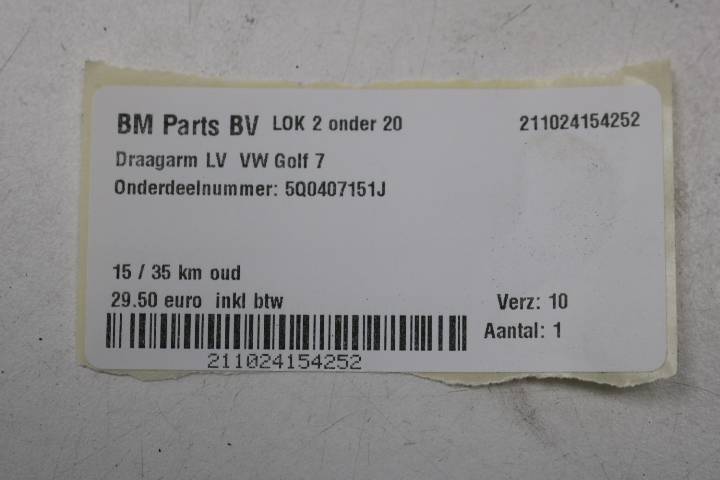 BM Parts BV LOK 2 onder 20 211024154252
Draagarm LV VW Golf 7
Onderdeelnummer: 5Q0407151J
15 / 35 km oud
29.50 euro inkl btw Verz: 10
Aantal: 1
211024154252